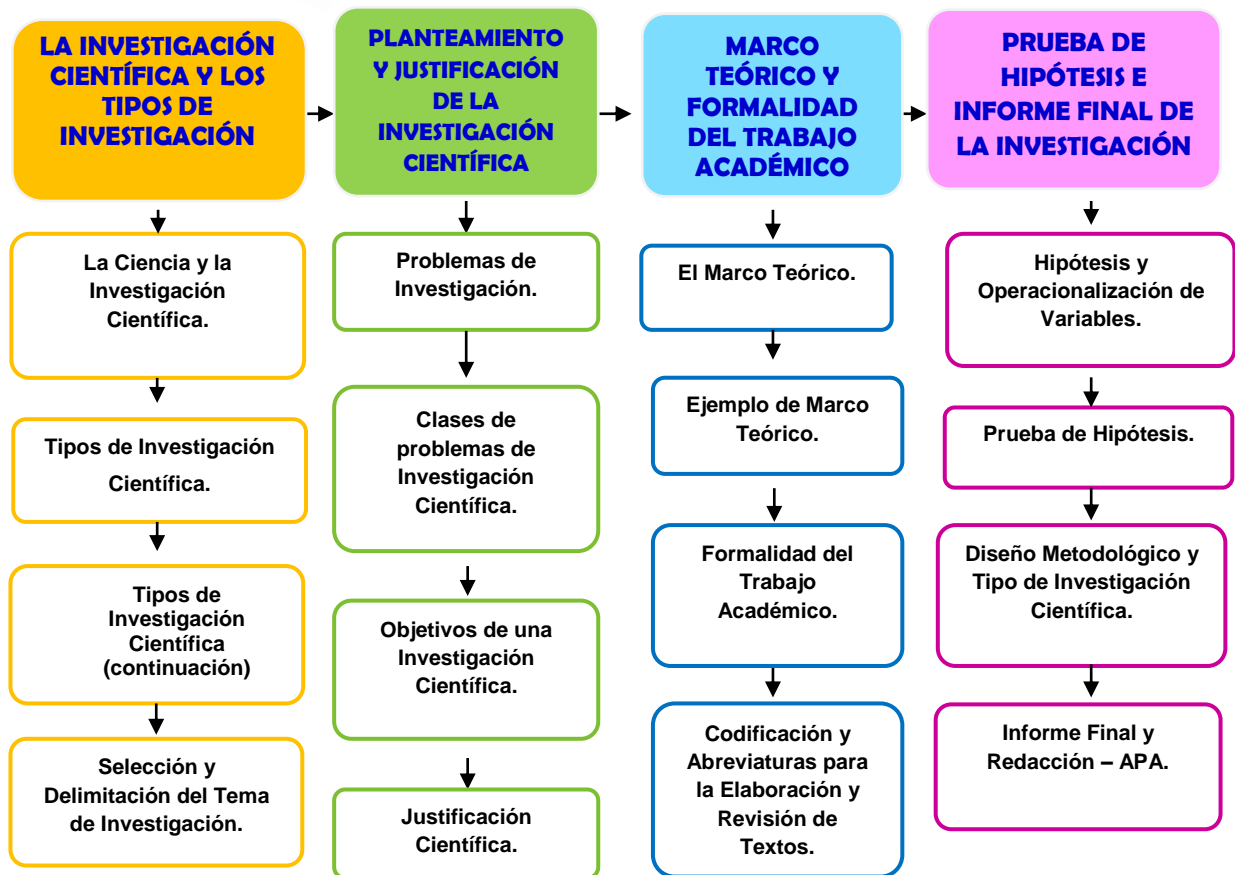 LA INVESTIGACIÓN
CIENTÍFICA Y LOS
TIPOS DE
INVESTIGACIÓN
La Ciencia y la
Investigación
Científica.
Tipos de Investigación
Científica.
Tipos de
Investigación
Científica
(continuación)
Selección y
Delimitación del Tema
de Investigación.
PLANTEAMIENTO
Y JUSTIFICACIÓN
DE LA
INVESTIGACIÓN
CIENTÍFICA
Problemas de
Investigación.
Clases de
problemas de
Investigación
Científica.
Objetivos de una
Investigación
Científica.
Justificación
Científica.
MARCO
TEÓRICO Y
FORMALIDAD
DEL TRABAJO
ACADÉMICO
El Marco Teórico.
Ejemplo de Marco
Teórico.
Formalidad del
Trabajo
Académico.
Codificación y
Abreviaturas para
la Elaboración y
Revisión de
Textos.
PRUEBA DE
HIPÓTESIS E
INFORME FINAL DE
LA INVESTIGACIÓN
Hipótesis y
Operacionalización de
Variables.
Prueba de Hipótesis.
Diseño Metodológico y
Tipo de Investigación
Científica.
Informe Final y
Redacción – APA.